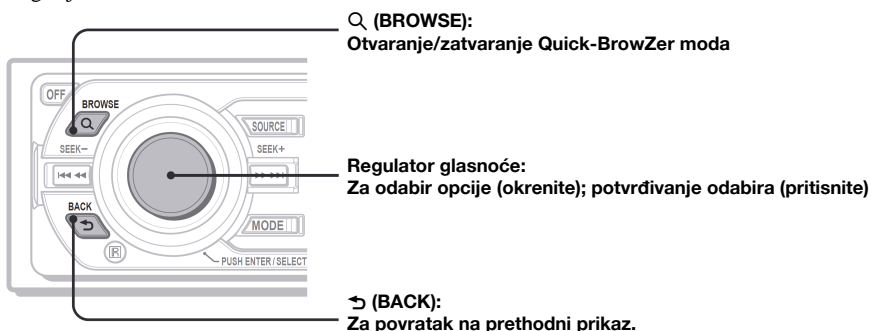 (BROWSE):
Otvaranje/zatvaranje Quick-BrowZer moda
OFF
BROWSE
SOURCE
SEEK−
SEEK+
Regulator glasnoće:
Za odabir opcije (okrenite); potvrđivanje odabira (pritisnite)
BACK
MODE
R
PUSH ENTER / SELECT
(BACK):
Za povratak na prethodni prikaz.